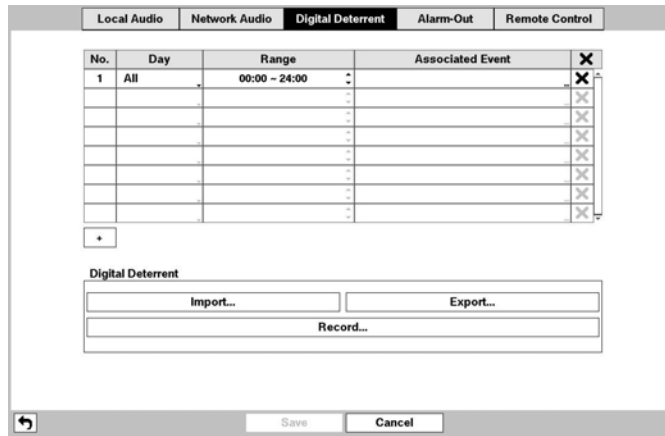 Local Audio Network Audio Digital Deterrent Alarm-Out Remote Control
No. Day Range Associated Event
1 All 00:00 ~ 24:00
+
Digital Deterrent
Import... Export...
Record...
Save Cancel